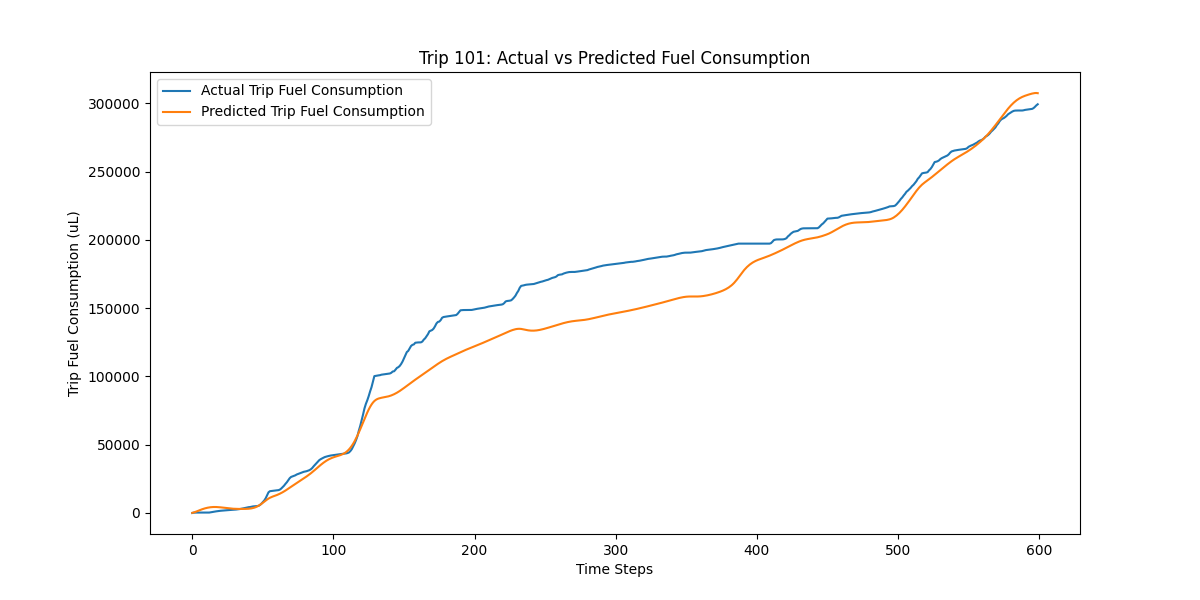 Trip 101: Actual vs Predicted Fuel Consumption
Actual Trip Fuel Consumption
Predicted Trip Fuel Consumption
Trip Fuel Consumption (uL)
300000
250000
200000
150000
100000
50000
0
0 100 200 300 400 500 600
Time Steps